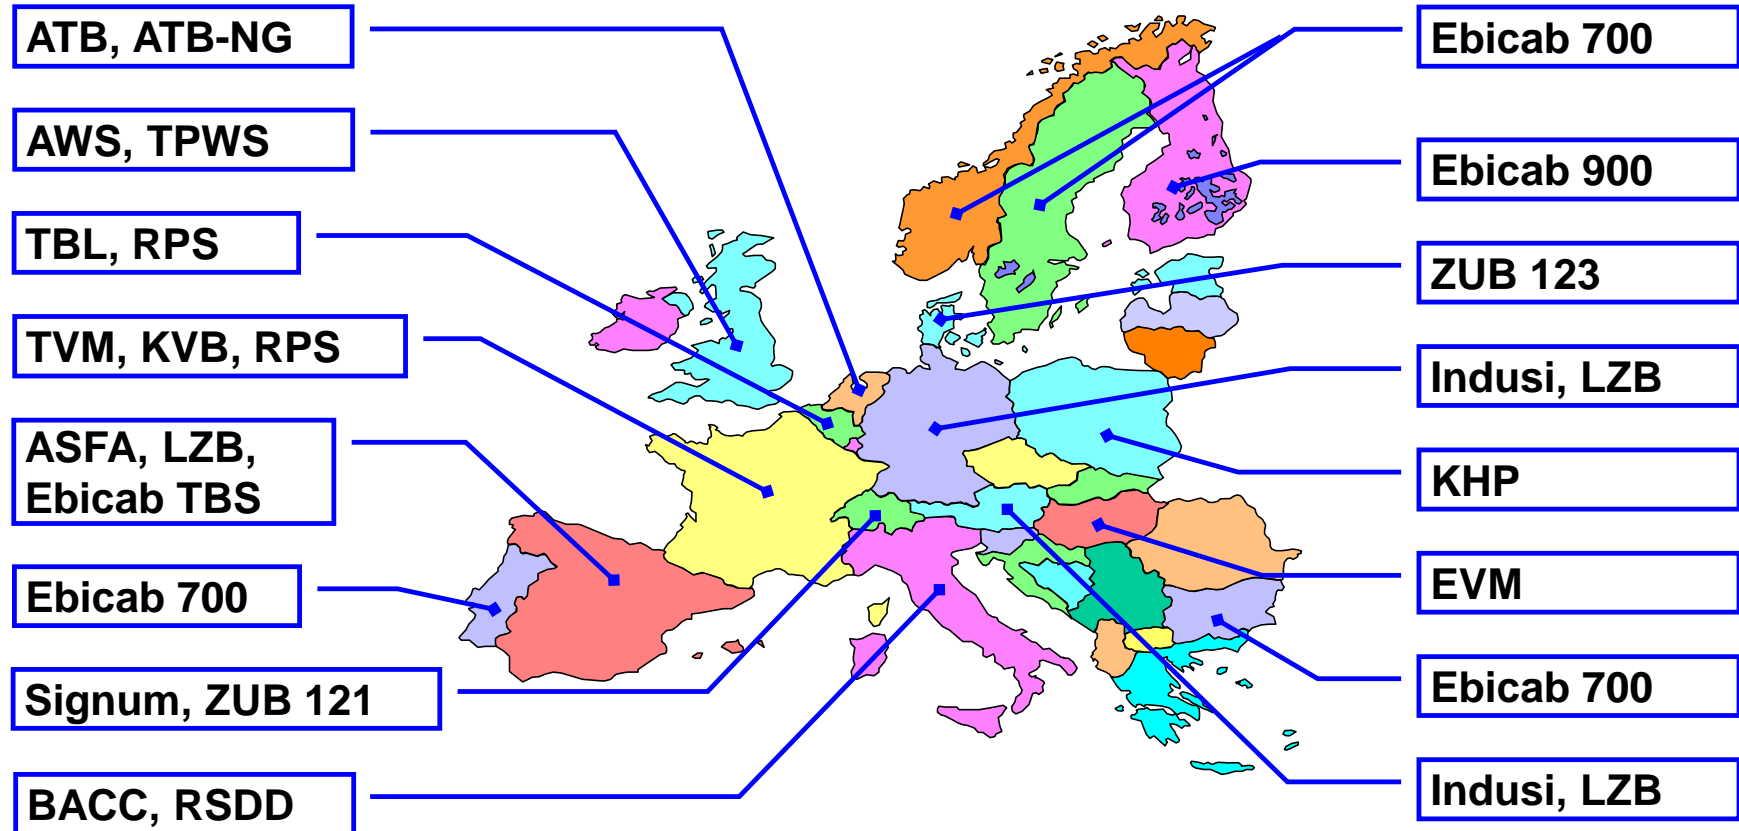 ATB, ATB-NG
AWS, TPWS
TBL, RPS
TVM, KVB, RPS
ASFA, LZB,
Ebicab TBS
Ebicab 700
Signum, ZUB 121
BACC, RSDD
Ebicab 700
Ebicab 900
ZUB 123
Indusi, LZB
KHP
EVM
Ebicab 700
Indusi, LZB